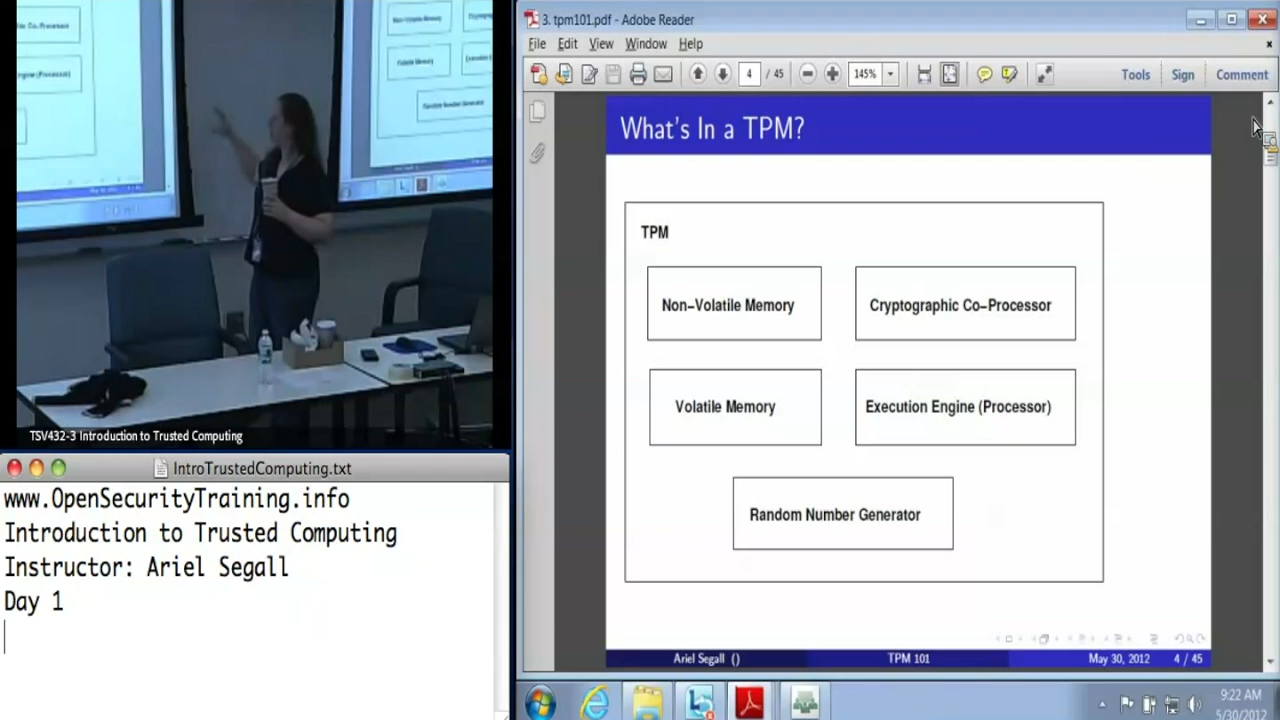 TSV432-3 Introduction to Trusted Computing
IntroTrustedComputing.txt
www.OpenSecurityTraining.info
Introduction to Trusted Computing
Instructor: Ariel Segall
Day 1
3. tpm101.pdf - Adobe Reader
File Edit View Window Help
4 / 45 145% Tools Sign Comment
What's In a TPM?
TPM
Non-Volatile Memory
Cryptographic Co-Processor
Volatile Memory
Execution Engine (Processor)
Random Number Generator
Ariel Segall () TPM 101 May 30, 2012 4 / 45
9:22 AM
5/30/2012